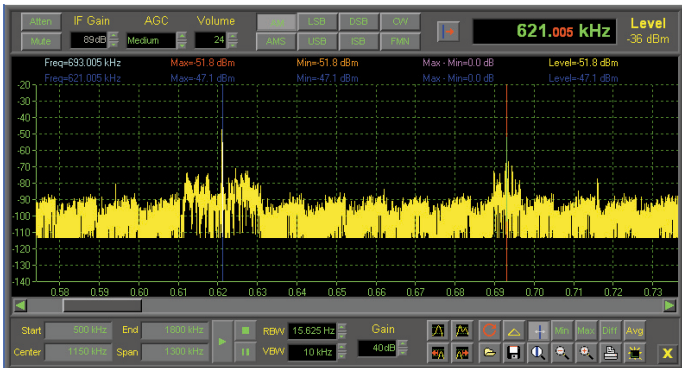 Atten IF Gain AGC Volume AM LSB DSB CW 621.005 kHz Level
Mute 89dB Medium 24 AMS USB ISB FMN -36 dBm
Freq=693.005 kHz Max=-51.8 dBm Min=-51.8 dBm Max - Min=0.0 dB Level=-51.8 dBm
Freq=621.005 kHz Max=-47.1 dBm Min=-47.1 dBm Max - Min=0.0 dB Level=-47.1 dBm
-20
-30
-40
-50
-60
-70
-80
-90
-100
-110
-120
-130
-140
0.58 0.59 0.60 0.61 0.62 0.63 0.64 0.65 0.66 0.67 0.68 0.69 0.70 0.71 0.72 0.73
Start 500 kHz End 1800 kHz RBW 15.625 Hz Gain Min Max Diff Avg
Center 1150 kHz Span 1300 kHz VBW 10 kHz 40dB X